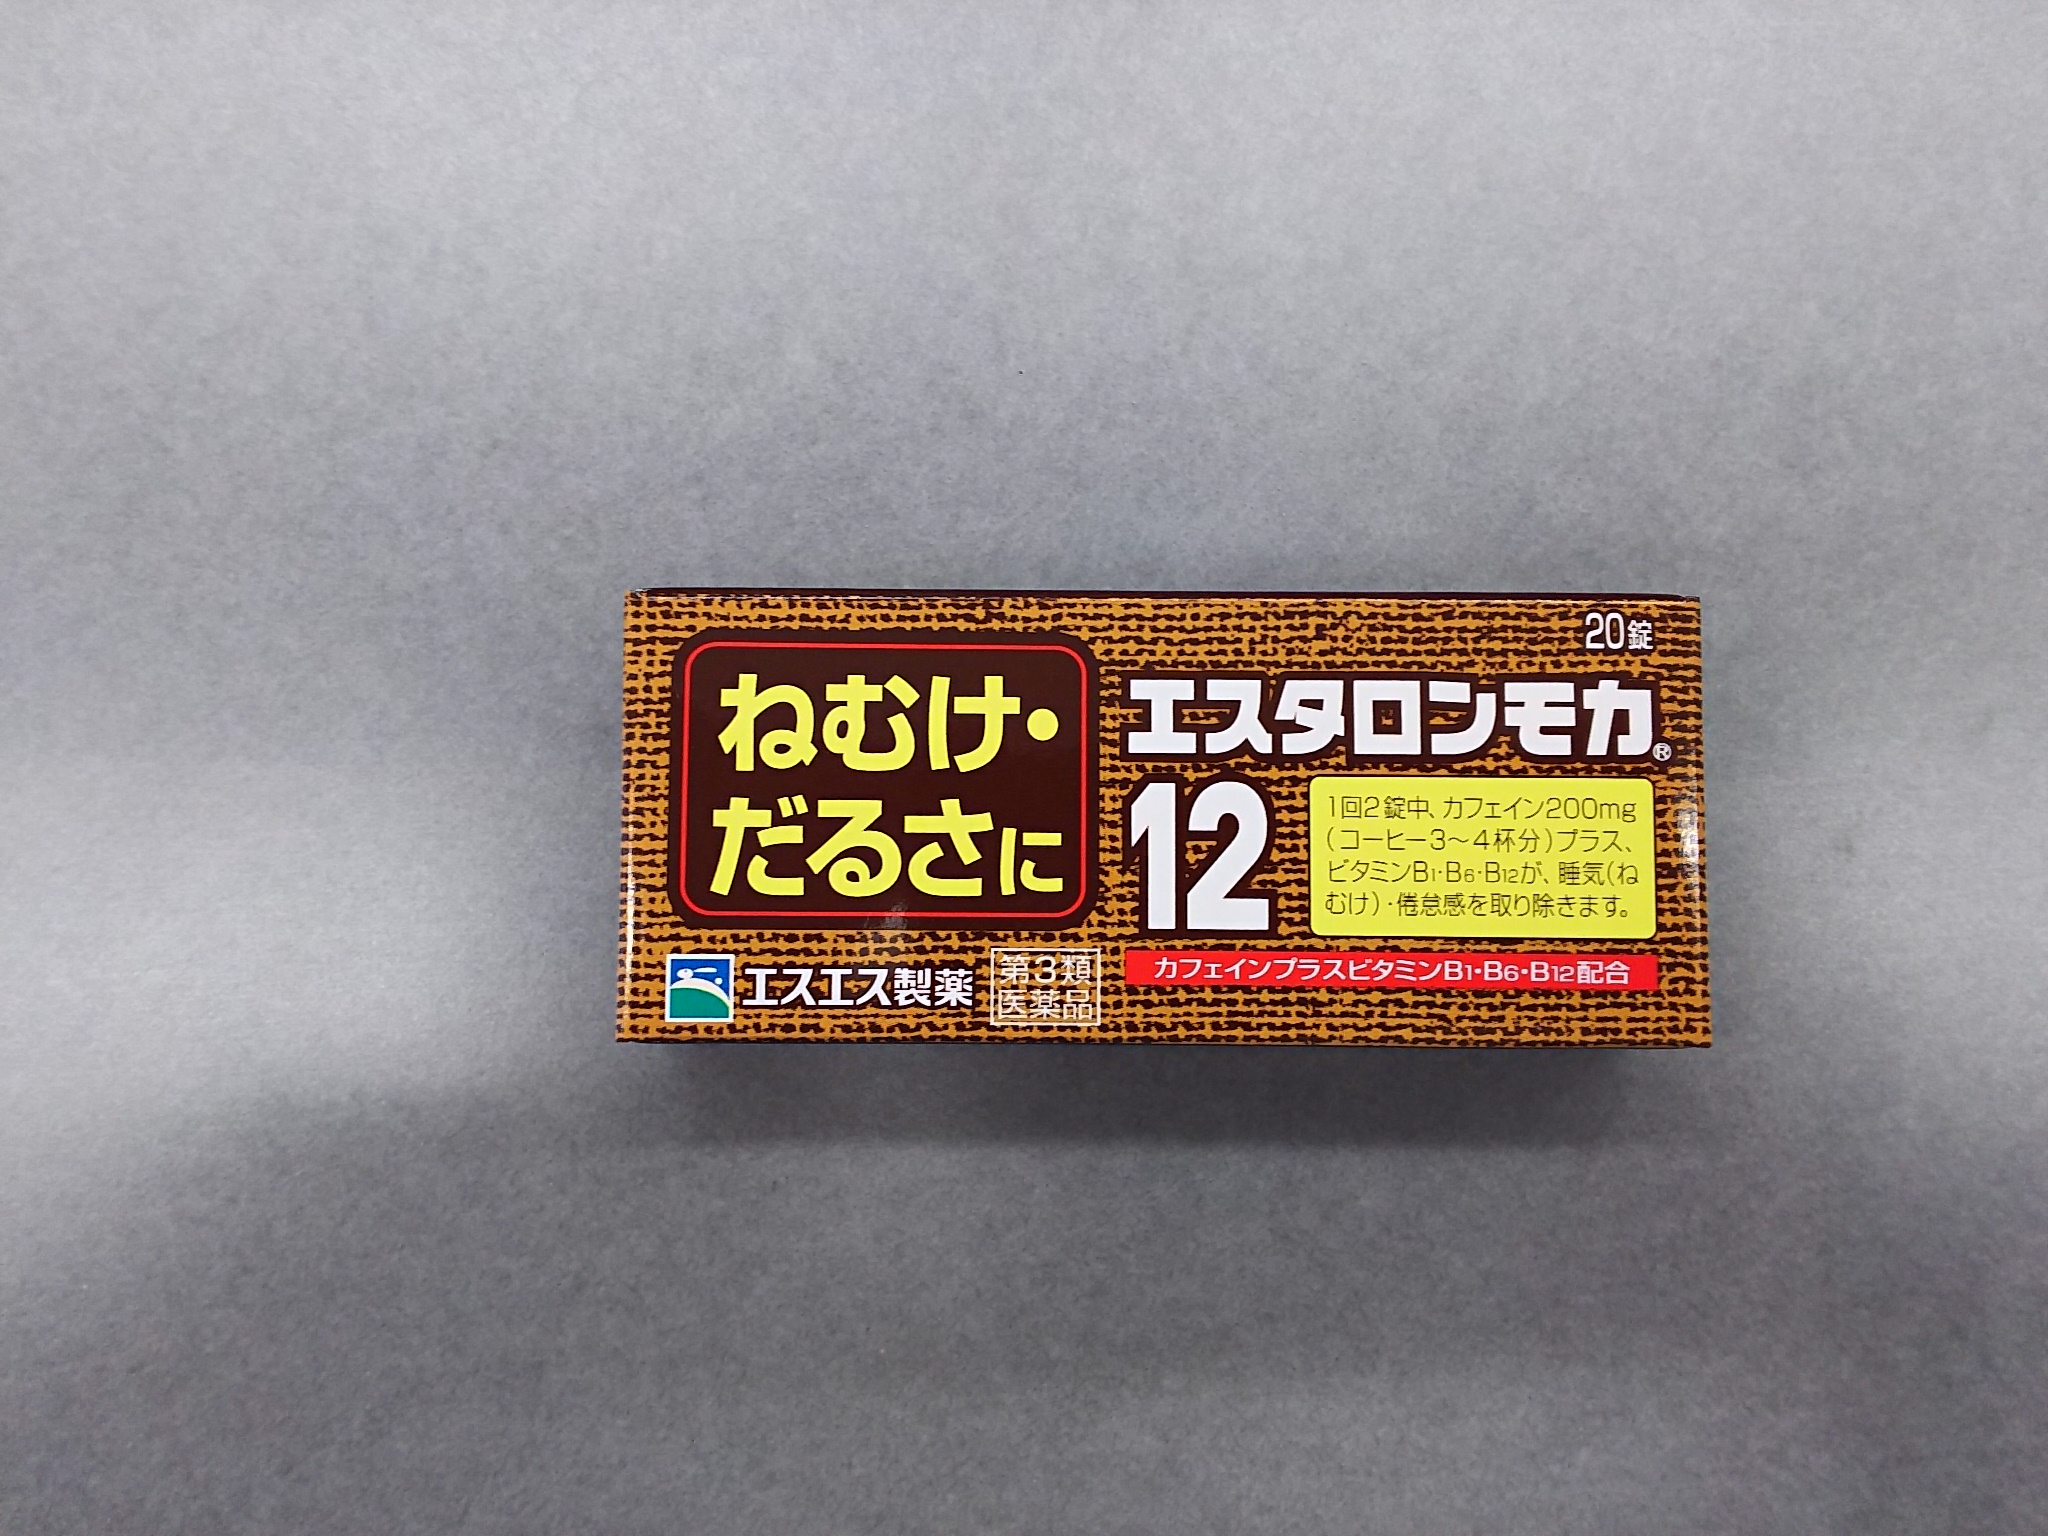 20錠
ねむけ・
だるさに
エスタロンモカ®
12
1回2錠中、カフェイン200mg
(コーヒー3〜4杯分)プラス、
ビタミンB1・B6・B12が、睡気(ね
むけ)・倦怠感を取り除きます。
カフェインプラスビタミンB1・B6・B12配合
エスエス製薬
第3類
医薬品